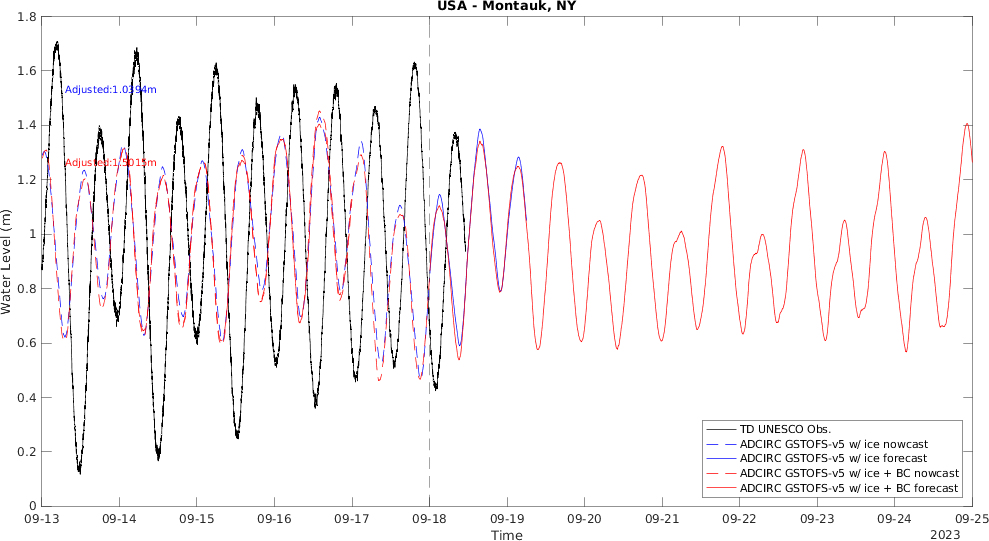 USA - Montauk, NY
1.8
1.6
1.4
1.2
1
0.8
0.6
0.4
0.2
0
Water Level (m)
Adjusted:1.0394m
Adjusted:1.5015m
TD UNESCO Obs.
ADCIRC GSTOFS-v5 w/ ice nowcast
ADCIRC GSTOFS-v5 w/ ice forecast
ADCIRC GSTOFS-v5 w/ ice + BC nowcast
ADCIRC GSTOFS-v5 w/ ice + BC forecast
09-13 09-14 09-15 09-16 09-17 09-18 09-19 09-20 09-21 09-22 09-23 09-24 09-25
Time
2023